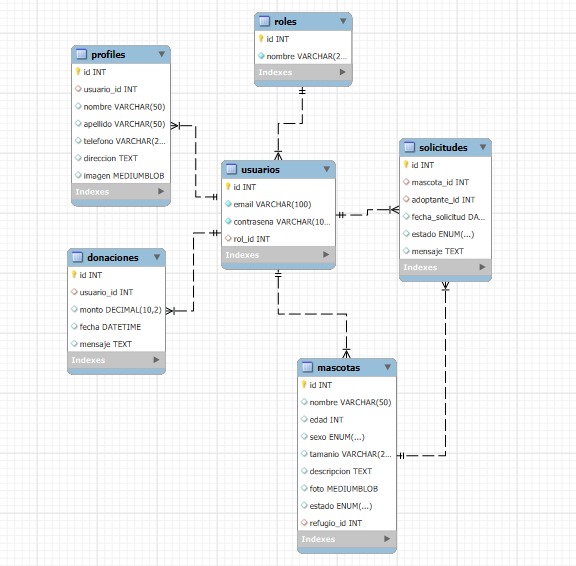 roles
id INT
nombre VARCHAR(2...
Indexes
profiles
id INT
usuario_id INT
nombre VARCHAR(50)
apellido VARCHAR(50)
telefono VARCHAR(2...
direccion TEXT
imagen MEDIUMBLOB
Indexes
usuarios
id INT
email VARCHAR(100)
contrasena VARCHAR(10...
rol_id INT
Indexes
solicitudes
id INT
mascota_id INT
adoptante_id INT
fecha_solicitud DA...
estado ENUM(...)
mensaje TEXT
Indexes
donaciones
id INT
usuario_id INT
monto DECIMAL(10,2)
fecha DATETIME
mensaje TEXT
Indexes
mascotas
id INT
nombre VARCHAR(50)
edad INT
sexo ENUM(...)
tamanio VARCHAR(2...
descripcion TEXT
foto MEDIUMBLOB
estado ENUM(...)
refugio_id INT
Indexes